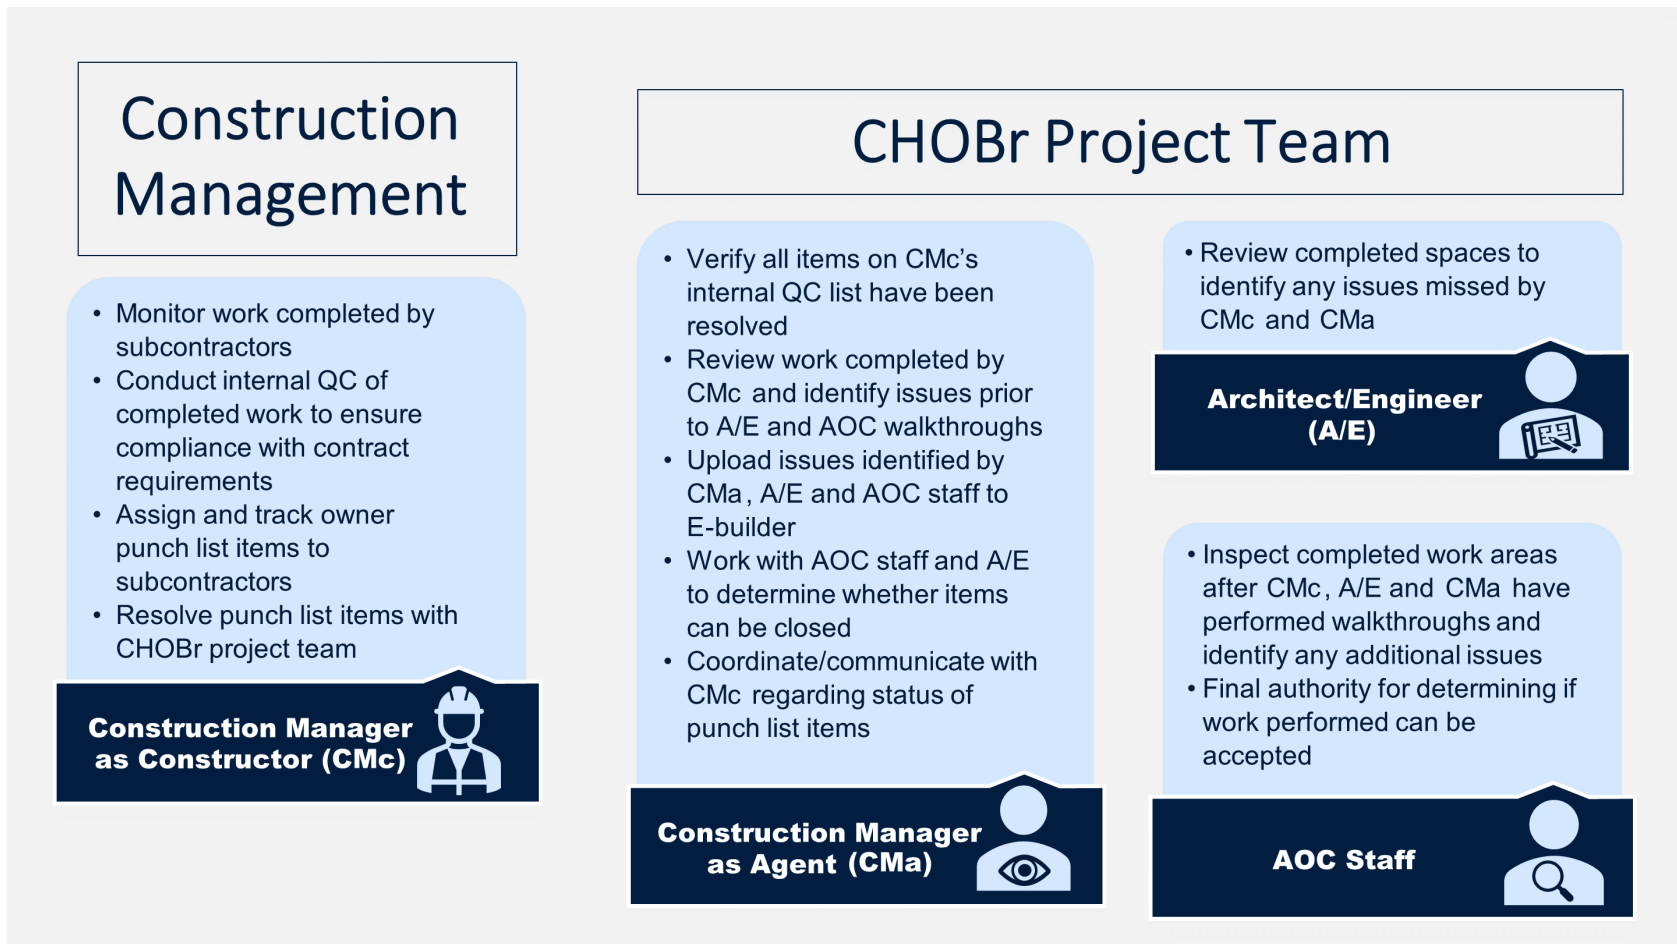 Construction
Management
• Monitor work completed by
subcontractors
• Conduct internal QC of
completed work to ensure
compliance with contract
requirements
• Assign and track owner
punch list items to
subcontractors
• Resolve punch list items with
CHOBr project team
Construction Manager
as Constructor (CMc)
CHOBr Project Team
• Verify all items on CMc’s
internal QC list have been
resolved
• Review work completed by
CMc and identify issues prior
to A/E and AOC walkthroughs
• Upload issues identified by
CMa, A/E and AOC staff to
E-builder
• Work with AOC staff and A/E
to determine whether items
can be closed
• Coordinate/communicate with
CMc regarding status of
punch list items
Construction Manager
as Agent (CMa)
• Review completed spaces to
identify any issues missed by
CMc and CMa
Architect/Engineer
(A/E)
• Inspect completed work areas
after CMc, A/E and CMa have
performed walkthroughs and
identify any additional issues
• Final authority for determining if
work performed can be
accepted
AOC Staff